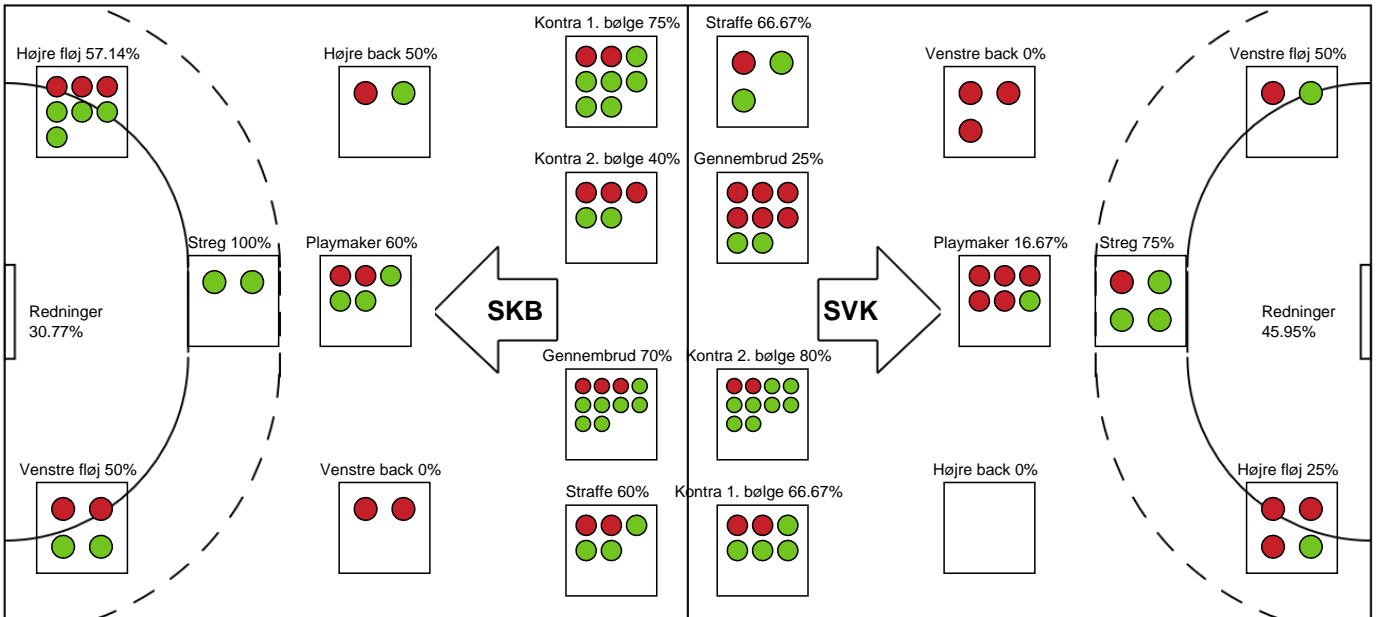 Kontra 1. bølge 75%
Straffe 66.67%
Højre fløj 57.14%
Højre back 50%
Venstre back 0%
Venstre fløj 50%
Kontra 2. bølge 40%
Gennembrud 25%
Streg 100%
Playmaker 60%
Playmaker 16.67%
Streg 75%
SKB
SVK
Redninger
30.77%
Redninger
45.95%
Gennembrud 70%
Kontra 2. bølge 80%
Venstre fløj 50%
Venstre back 0%
Straffe 60%
Kontra 1. bølge 66.67%
Højre back 0%
Højre fløj 25%